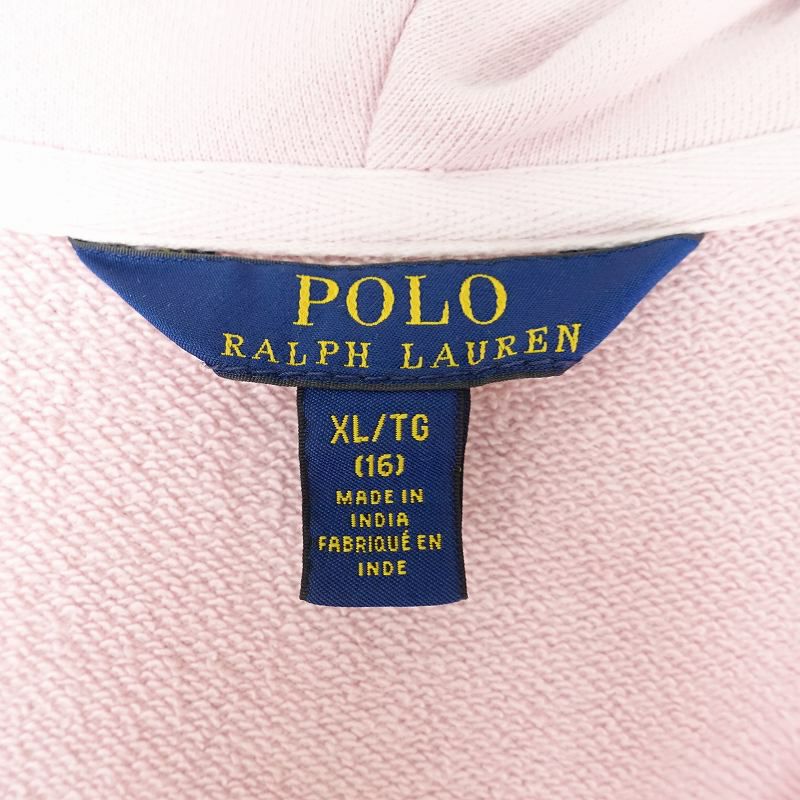 POLO
RALPH LAUREN
XL/TG
(16)
MADE IN
INDIA
FABRIQUÉ EN
INDE